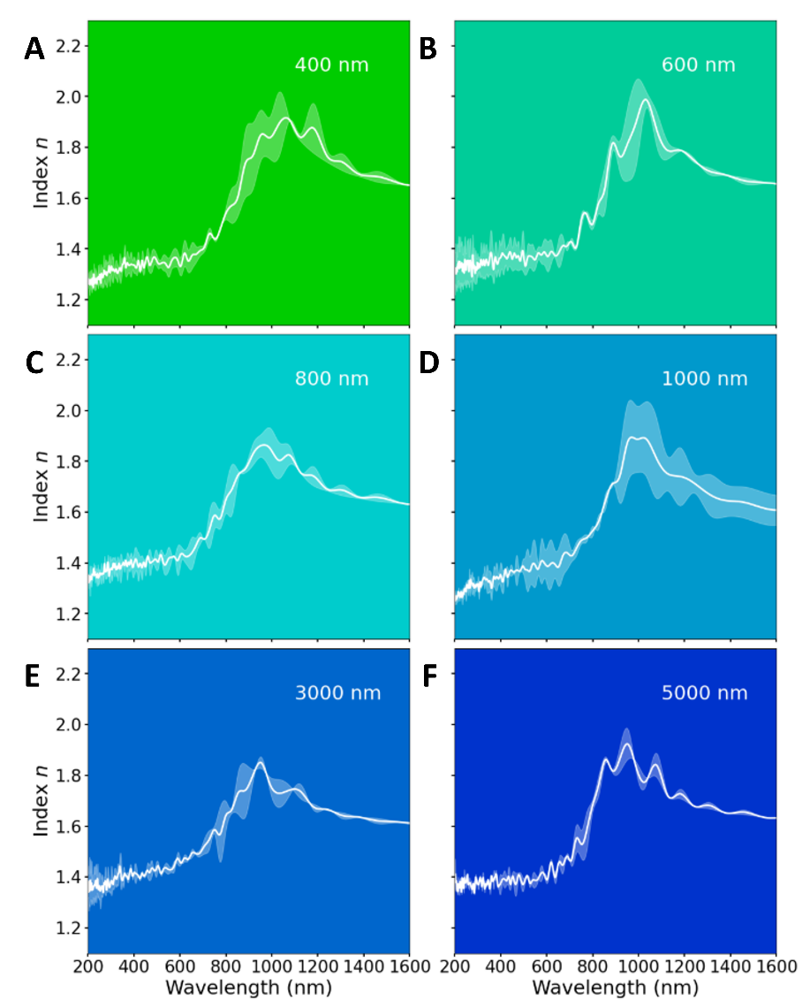 A
B
2.2
400 nm
600 nm
2.0
1.8
Index n
1.6
1.4
1.2
C
D
2.2
800 nm
1000 nm
2.0
1.8
Index n
1.6
1.4
1.2
E
F
2.2
3000 nm
5000 nm
2.0
1.8
Index n
1.6
1.4
1.2
200 400 600 800 1000 1200 1400 1600
200 400 600 800 1000 1200 1400 1600
Wavelength (nm)
Wavelength (nm)